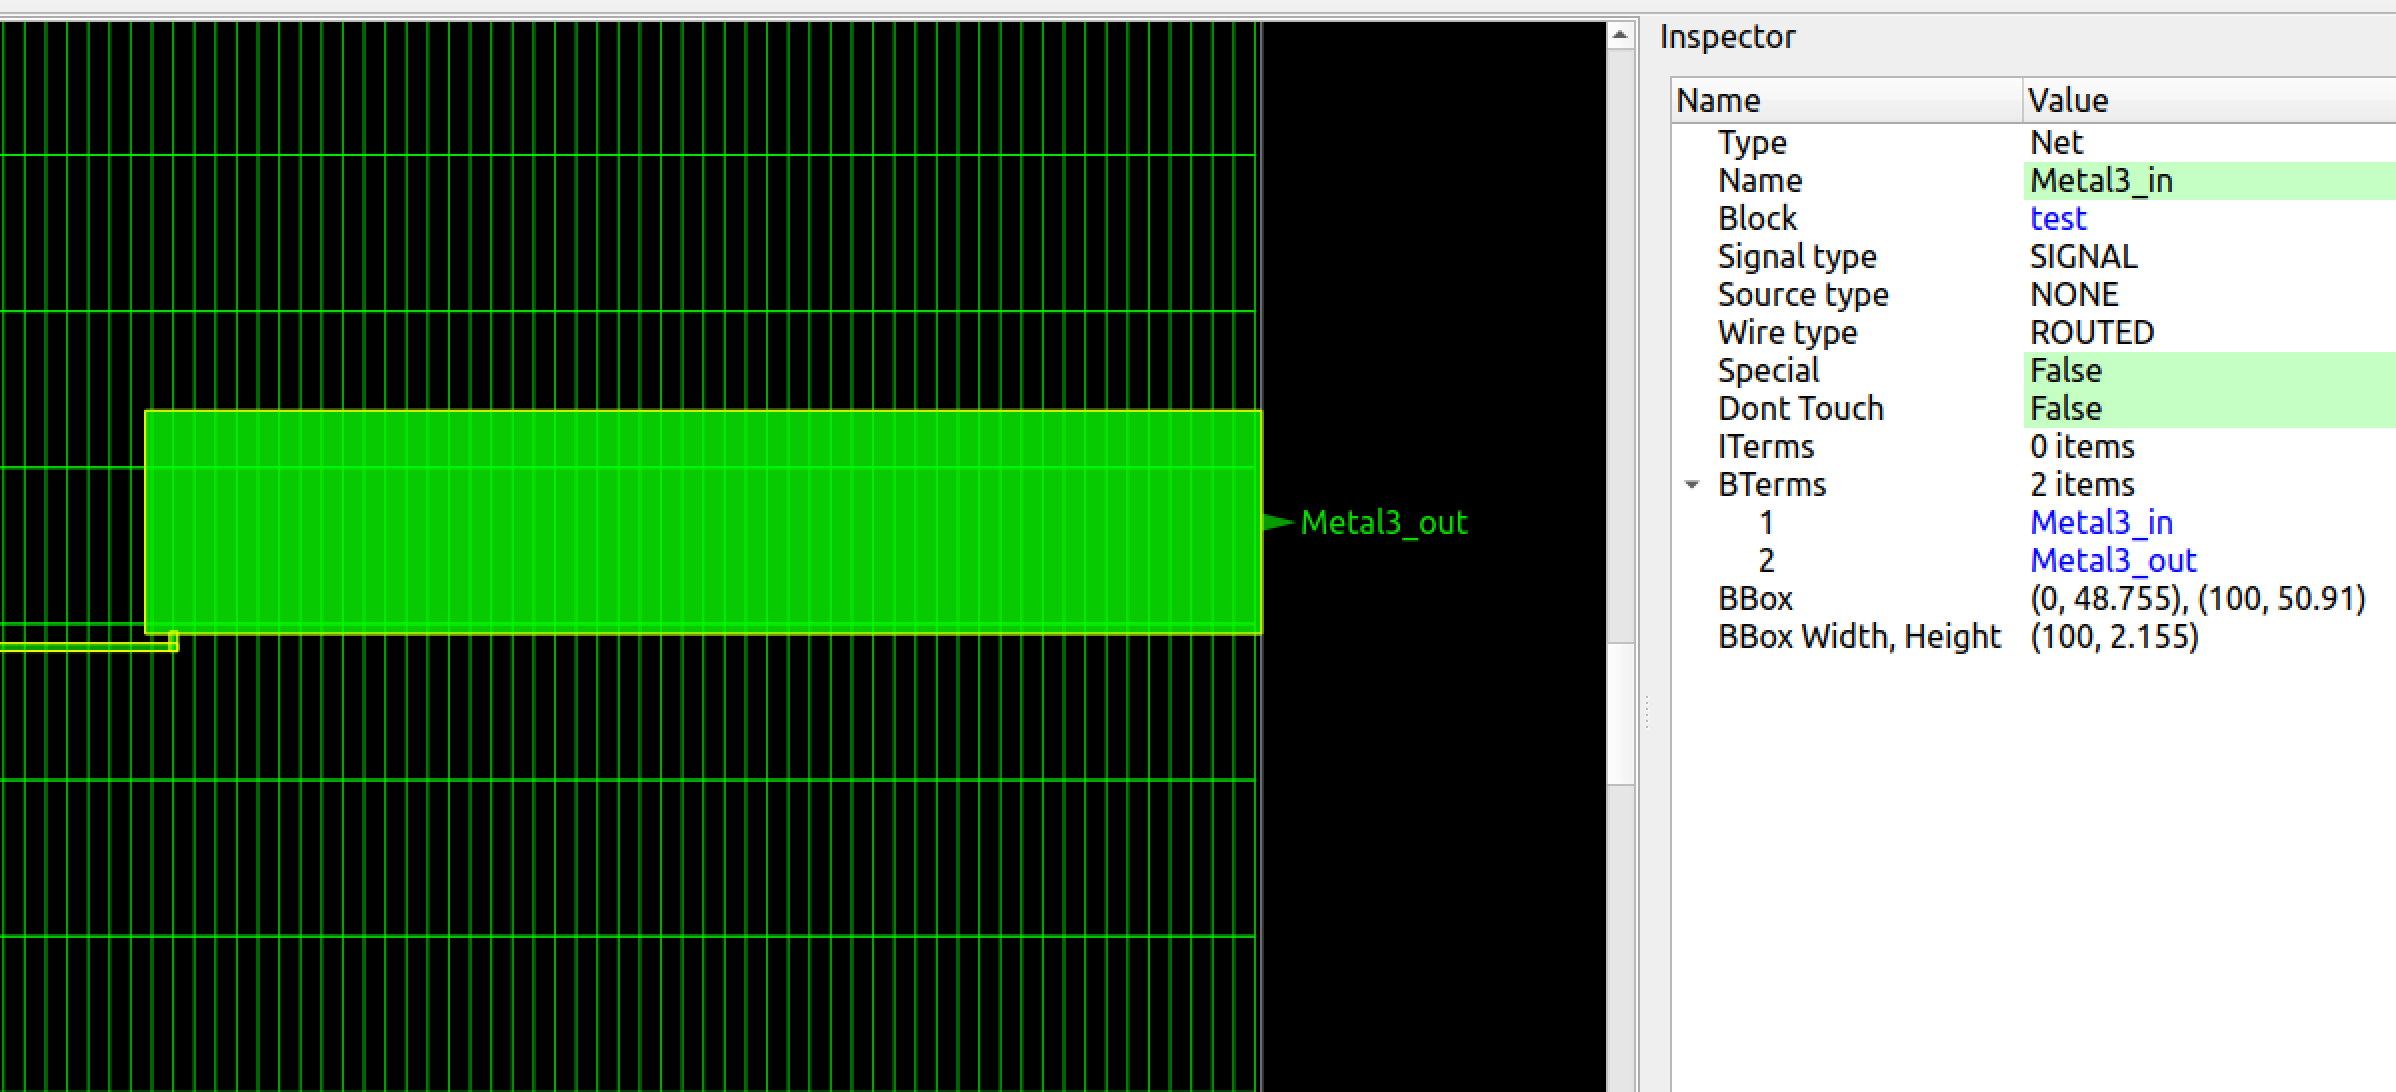 Inspector
Name Value
Type Net
Name Metal3_in
Block test
Signal type SIGNAL
Source type NONE
Wire type ROUTED
Special False
Dont Touch False
ITerms 0 items
BTerms 2 items
1 Metal3_in
2 Metal3_out
BBox (0, 48.755), (100, 50.91)
BBox Width, Height (100, 2.155)
Metal3_out